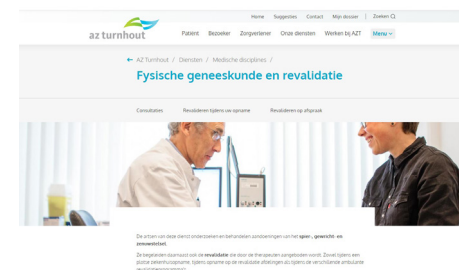 Home Suggesties Contact Mijn dossier Zoeken
az turnhout
Patiënt Bezoeker Zorgverlener Onze diensten Werken bij AZT Menu
← AZ Turnhout / Diensten / Medische disciplines /
Fysische geneeskunde en revalidatie
Consultaties Revalideren tijdens uw opname Revalideren op afspraak
De artsen van deze dienst onderzoeken en behandelen aandoeningen van het spier-, gewricht- en
zenuwstelsel.
Ze begeleiden daarnaast ook de revalidatie die door de therapeuten aangeboden wordt. Zowel tijdens een
acute ziekenhuisopname, tijdens opname op de revalidatie afdelingen als tijdens de verschillende ambulante